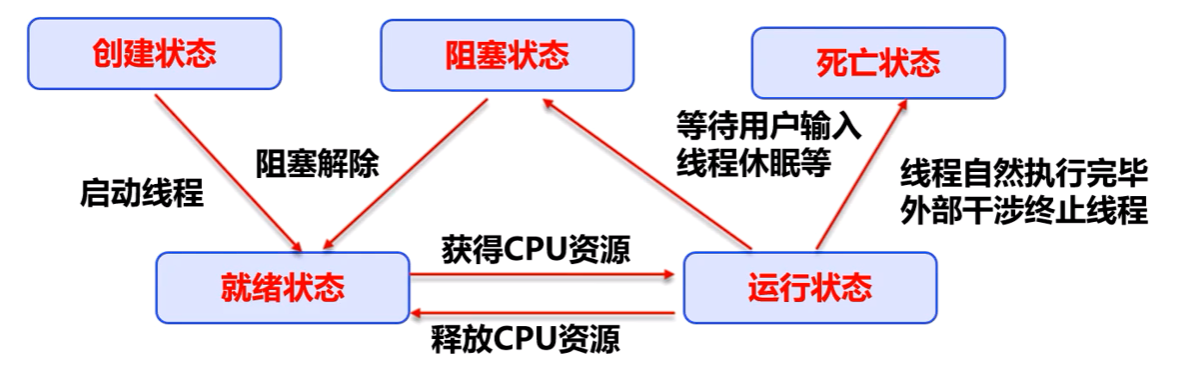 创建状态
阻塞状态
死亡状态
等待用户输入
线程休眠等
阻塞解除
启动线程
线程自然执行完毕
外部干涉终止线程
获得CPU资源
就绪状态
运行状态
释放CPU资源